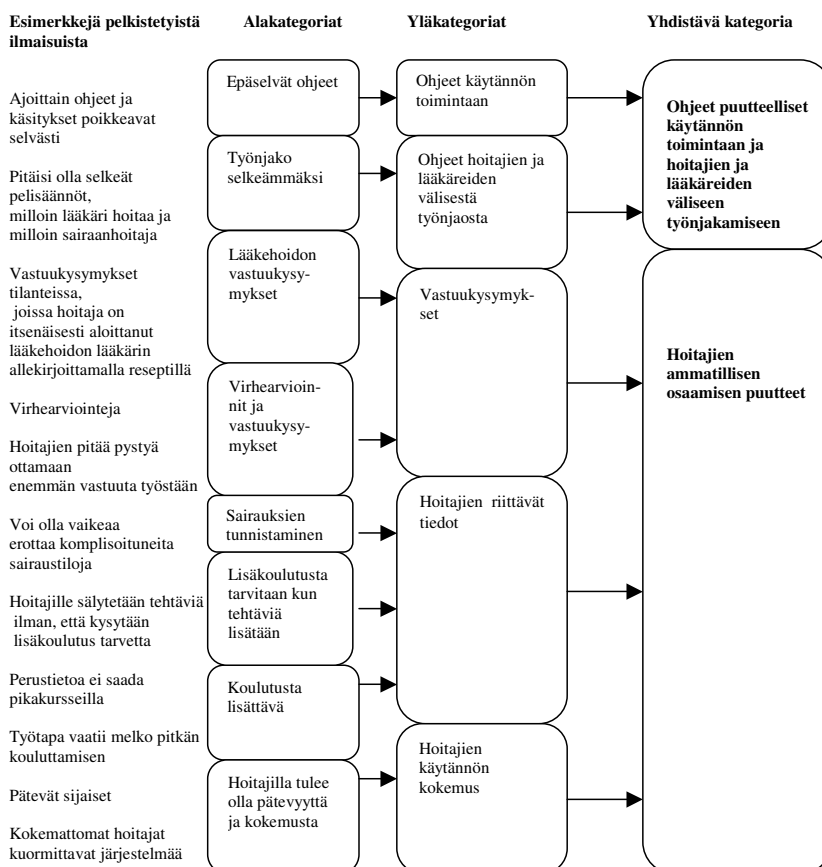 Esimerkkejä pelkistetyistä
ilmaisuista
Alakategoriat
Yläkategoriat
Yhdistävä kategoria
Ajoittain ohjeet ja
käsitykset poikkeavat
selvästi
Pitäisi olla selkeät
pelisäännöt,
milloin lääkäri hoitaa ja
milloin sairaanhoitaja
Vastuukysymykset
tilanteissa,
joissa hoitaja on
itsenäisesti aloittanut
lääkehoidon lääkärin
allekirjoittamalla reseptillä
Virhearviointeja
Hoitajien pitää pystyä
ottamaan
enemmän vastuuta työstään
Voi olla vaikeaa
erottaa komplisoituneita
sairaustiloja
Hoitajille sälytetään tehtäviä
ilman, että kysytään
lisäkoulutus tarvetta
Perustietoa ei saada
pikakursseilla
Työtapa vaatii melko pitkän
kouluttamisen
Pätevät sijaiset
Kokemattomat hoitajat
kuormittavat järjestelmää
Epäselvät ohjeet
Työnjako
selkeämmäksi
Lääkehoidon
vastuukysy-
mykset
Virhearvioin-
nit ja
vastuukysy-
mykset
Sairauksien
tunnistaminen
Lisäkoulutusta
tarvitaan kun
tehtäviä
lisätään
Koulutusta
lisättävä
Hoitajilla tulee
olla pätevyyttä
ja kokemusta
Ohjeet käytännön
toimintaan
Ohjeet hoitajien ja
lääkäreiden
välisestä
työnjaosta
Vastuukysymyk-
set
Hoitajien riittävät
tiedot
Hoitajien
käytännön
kokemus
Ohjeet puutteelliset
käytännön
toimintaan ja
hoitajien ja
lääkäreiden
väliseen
työnjakamiseen
Hoitajien
ammatillisen
osaamisen puutteet